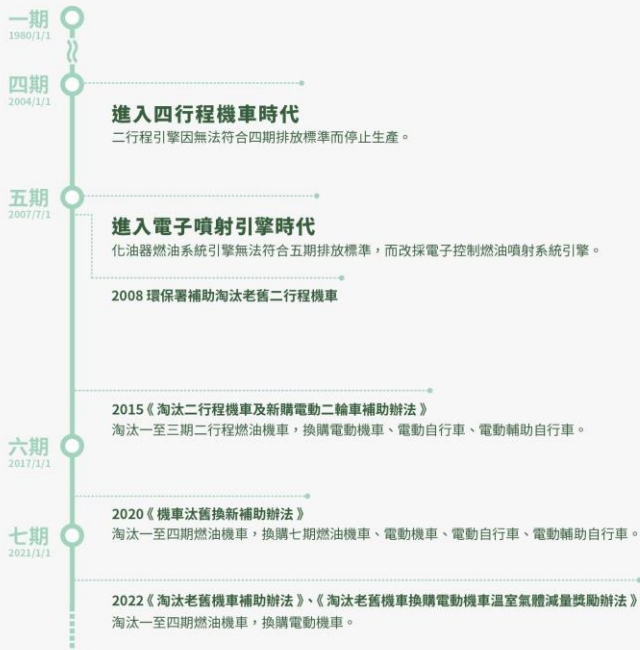 一期
1980/1/1
四期
2004/1/1
進入四行程機車時代
二行程引擎因無法符合四期排放標準而停止生產。
五期
2007/7/1
進入電子噴射引擎時代
化油器燃油系統引擎無法符合五期排放標準，而改採電子控制燃油噴射系統引擎。
2008 環保署補助淘汰老舊二行程機車
2015《 淘汰二行程機車及新購電動二輪車補助辦法 》
淘汰一至三期二行程燃油機車，換購電動機車、電動自行車、電動輔助自行車。
六期
2017/1/1
2020《 機車汰舊換新補助辦法 》
淘汰一至四期燃油機車，換購七期燃油機車、電動機車、電動自行車、電動輔助自行車。
七期
2021/1/1
2022《 淘汰老舊機車補助辦法 》、《 淘汰老舊機車換購電動機車溫室氣體減量獎勵辦法 》
淘汰一至四期燃油機車，換購電動機車。